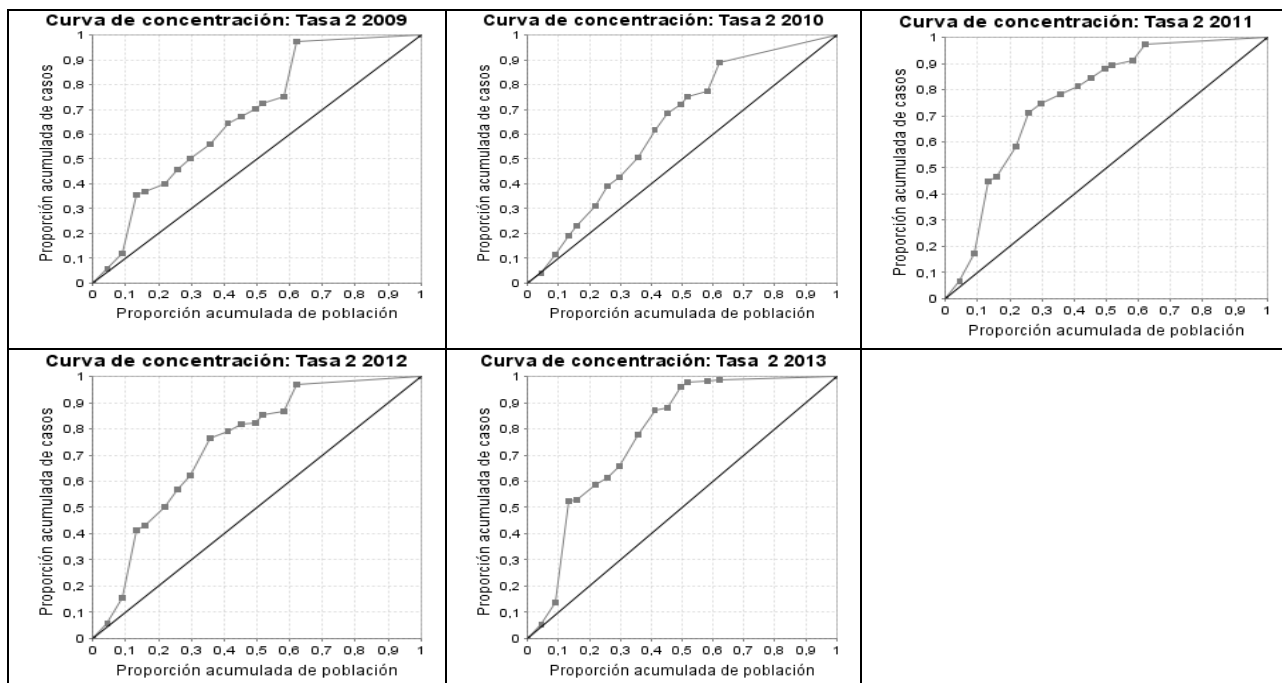 Curva de concentración: Tasa 2 2009
Proporción acumulada de casos
1
0,9
0,8
0,7
0,6
0,5
0,4
0,3
0,2
0,1
0
0 0,1 0,2 0,3 0,4 0,5 0,6 0,7 0,8 0,9 1
Proporción acumulada de población
Curva de concentración: Tasa 2 2010
Proporción acumulada de casos
1
0,9
0,8
0,7
0,6
0,5
0,4
0,3
0,2
0,1
0
0 0,1 0,2 0,3 0,4 0,5 0,6 0,7 0,8 0,9 1
Proporción acumulada de población
Curva de concentración: Tasa 2 2011
Proporción acumulada de casos
1
0,9
0,8
0,7
0,6
0,5
0,4
0,3
0,2
0,1
0
0 0,1 0,2 0,3 0,4 0,5 0,6 0,7 0,8 0,9 1
Proporción acumulada de población
Curva de concentración: Tasa 2 2012
Proporción acumulada de casos
1
0,9
0,8
0,7
0,6
0,5
0,4
0,3
0,2
0,1
0
0 0,1 0,2 0,3 0,4 0,5 0,6 0,7 0,8 0,9 1
Proporción acumulada de población
Curva de concentración: Tasa 2 2013
Proporción acumulada de casos
1
0,9
0,8
0,7
0,6
0,5
0,4
0,3
0,2
0,1
0
0 0,1 0,2 0,3 0,4 0,5 0,6 0,7 0,8 0,9 1
Proporción acumulada de población